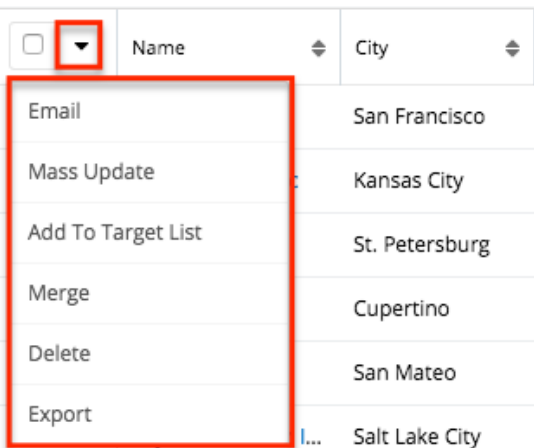 Name
City
Email
San Francisco
Mass Update
Kansas City
Add To Target List
St. Petersburg
Merge
Cupertino
Delete
San Mateo
Export
l...
Salt Lake City